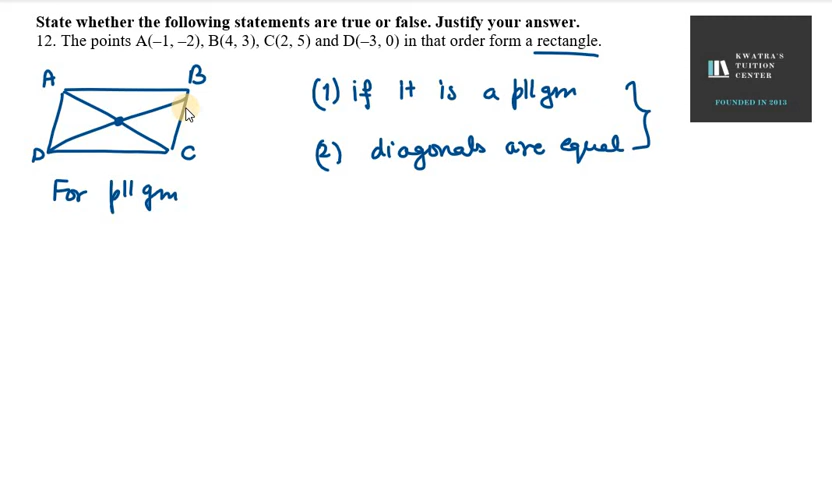 State whether the following statements are true or false. Justify your answer.
12. The points A(–1, –2), B(4, 3), C(2, 5) and D(–3, 0) in that order form a rectangle.
KWATRA'S
TUITION
CENTER
FOUNDED IN 2013
A
B
(1) if it is a pll gm
(2) diagonals are equal
D
C
For pll gm